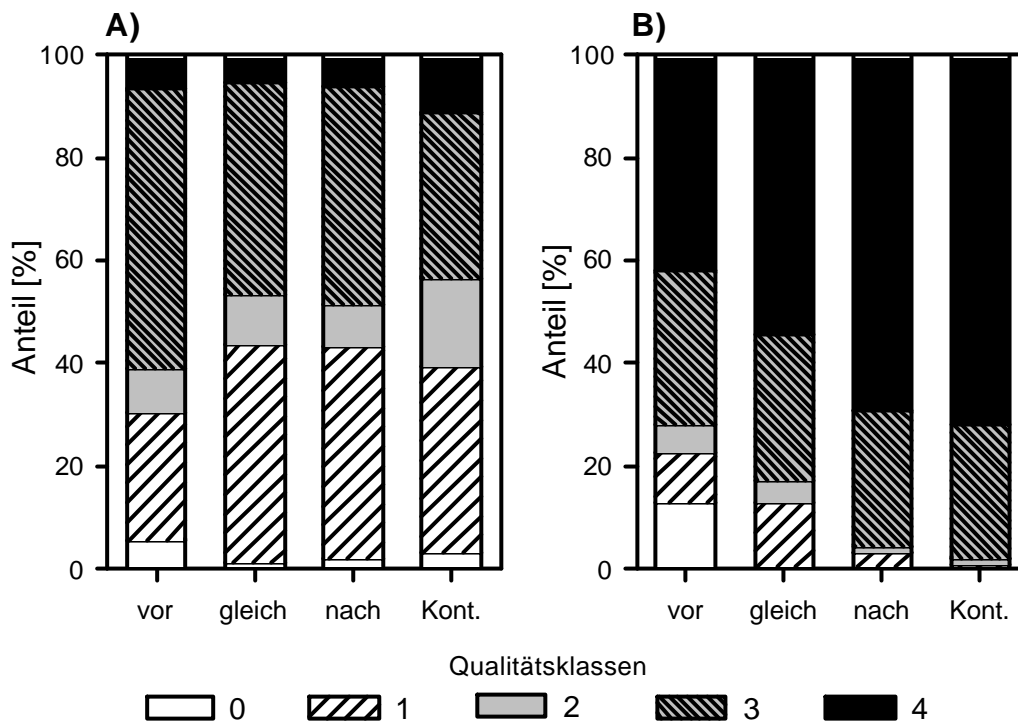 A)
100
80
60
40
20
0
Anteil [%]
vor gleich nach Kont.
B)
100
80
60
40
20
0
Anteil [%]
vor gleich nach Kont.
Qualitätsklassen
0 1 2 3 4